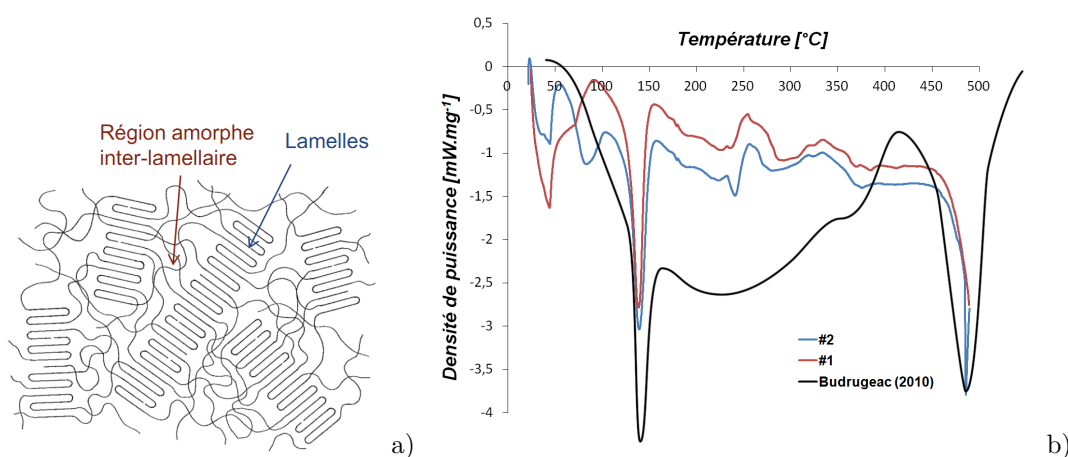 Région amorphe
inter-lamellaire
Lamelles
a)
0,5
0
-0,5
-1
-1,5
-2
-2,5
-3
-3,5
-4
Densité de puissance [mW.mg-1]
Température [°C]
0 50 100 150 200 250 300 350 400 450 500
#2
#1
Budrugeac (2010)
b)